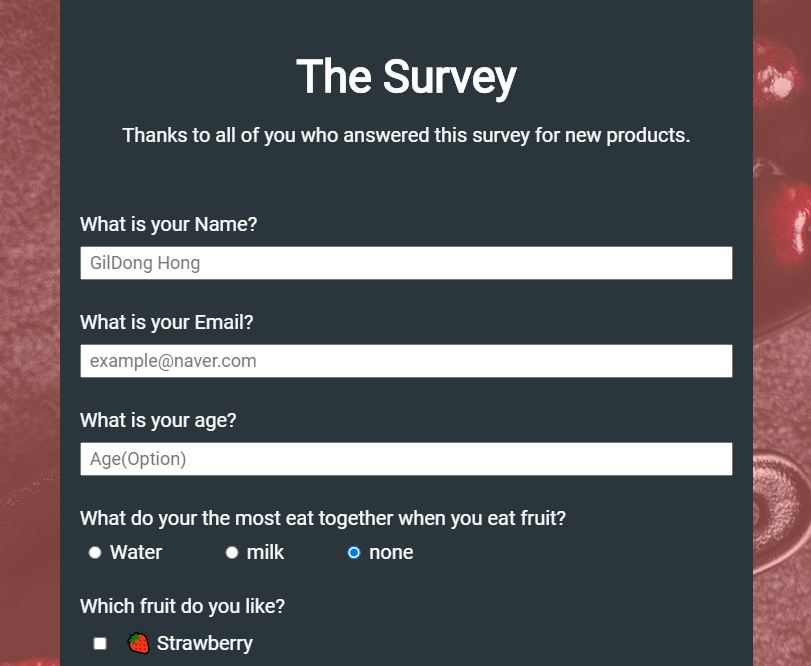 The Survey
Thanks to all of you who answered this survey for new products.
What is your Name?
GilDong Hong
What is your Email?
example@naver.com
What is your age?
Age(Option)
What do your the most eat together when you eat fruit?
Water milk none
Which fruit do you like?
🍓 Strawberry